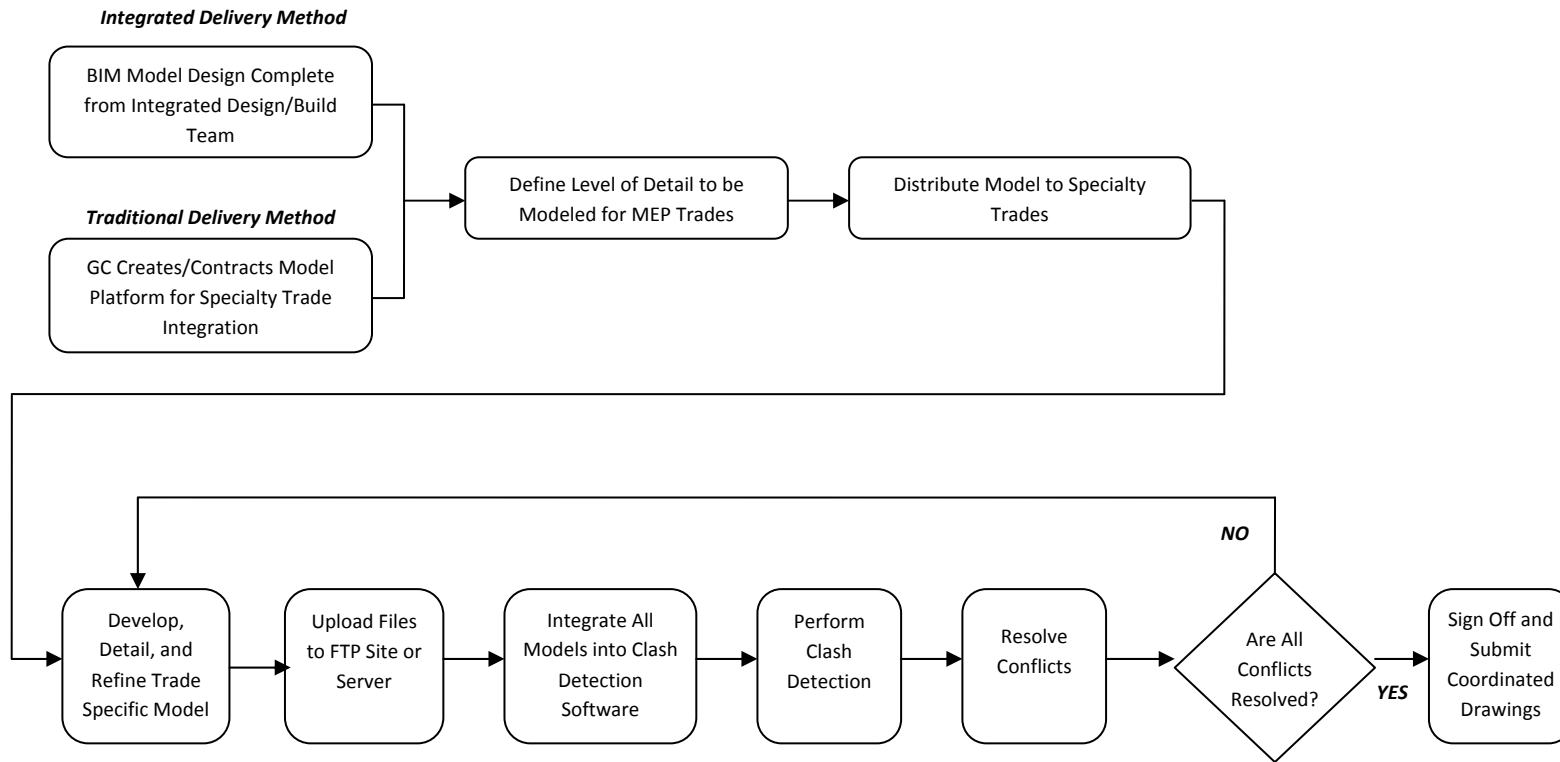 Integrated Delivery Method
BIM Model Design Complete
from Integrated Design/Build
Team
Traditional Delivery Method
GC Creates/Contracts Model
Platform for Specialty Trade
Integration
Define Level of Detail to be
Modeled for MEP Trades
Distribute Model to Specialty
Trades
NO
Develop,
Detail, and
Refine Trade
Specific Model
Upload Files
to FTP Site or
Server
Integrate All
Models into Clash
Detection
Software
Perform
Clash
Detection
Resolve
Conflicts
Are All
Conflicts
Resolved?
YES
Sign Off and
Submit
Coordinated
Drawings